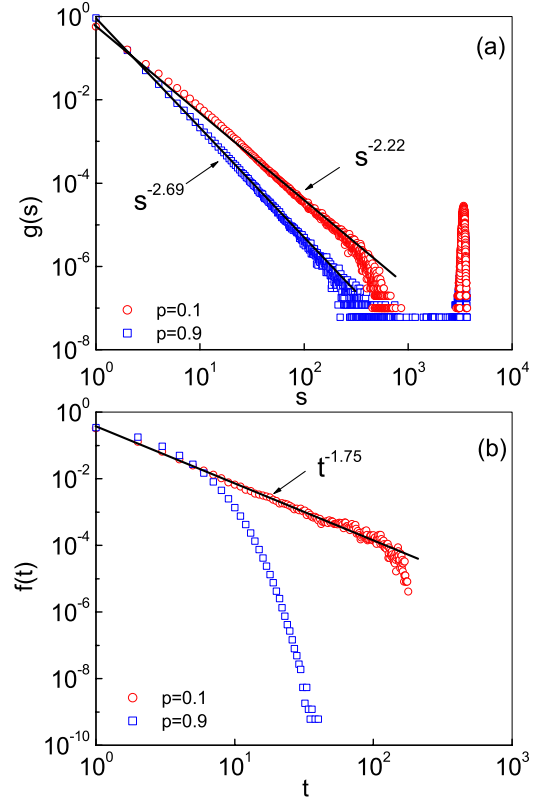 10^0
(a)
10^-2
s^-2.22
10^-4
s^-2.69
g(s)
10^-6
p=0.1
p=0.9
10^-8
10^0 10^1 10^2 10^3 10^4
s
10^0
(b)
10^-2
t^-1.75
10^-4
f(t)
10^-6
10^-8
p=0.1
p=0.9
10^-10
10^0 10^1 10^2 10^3
t